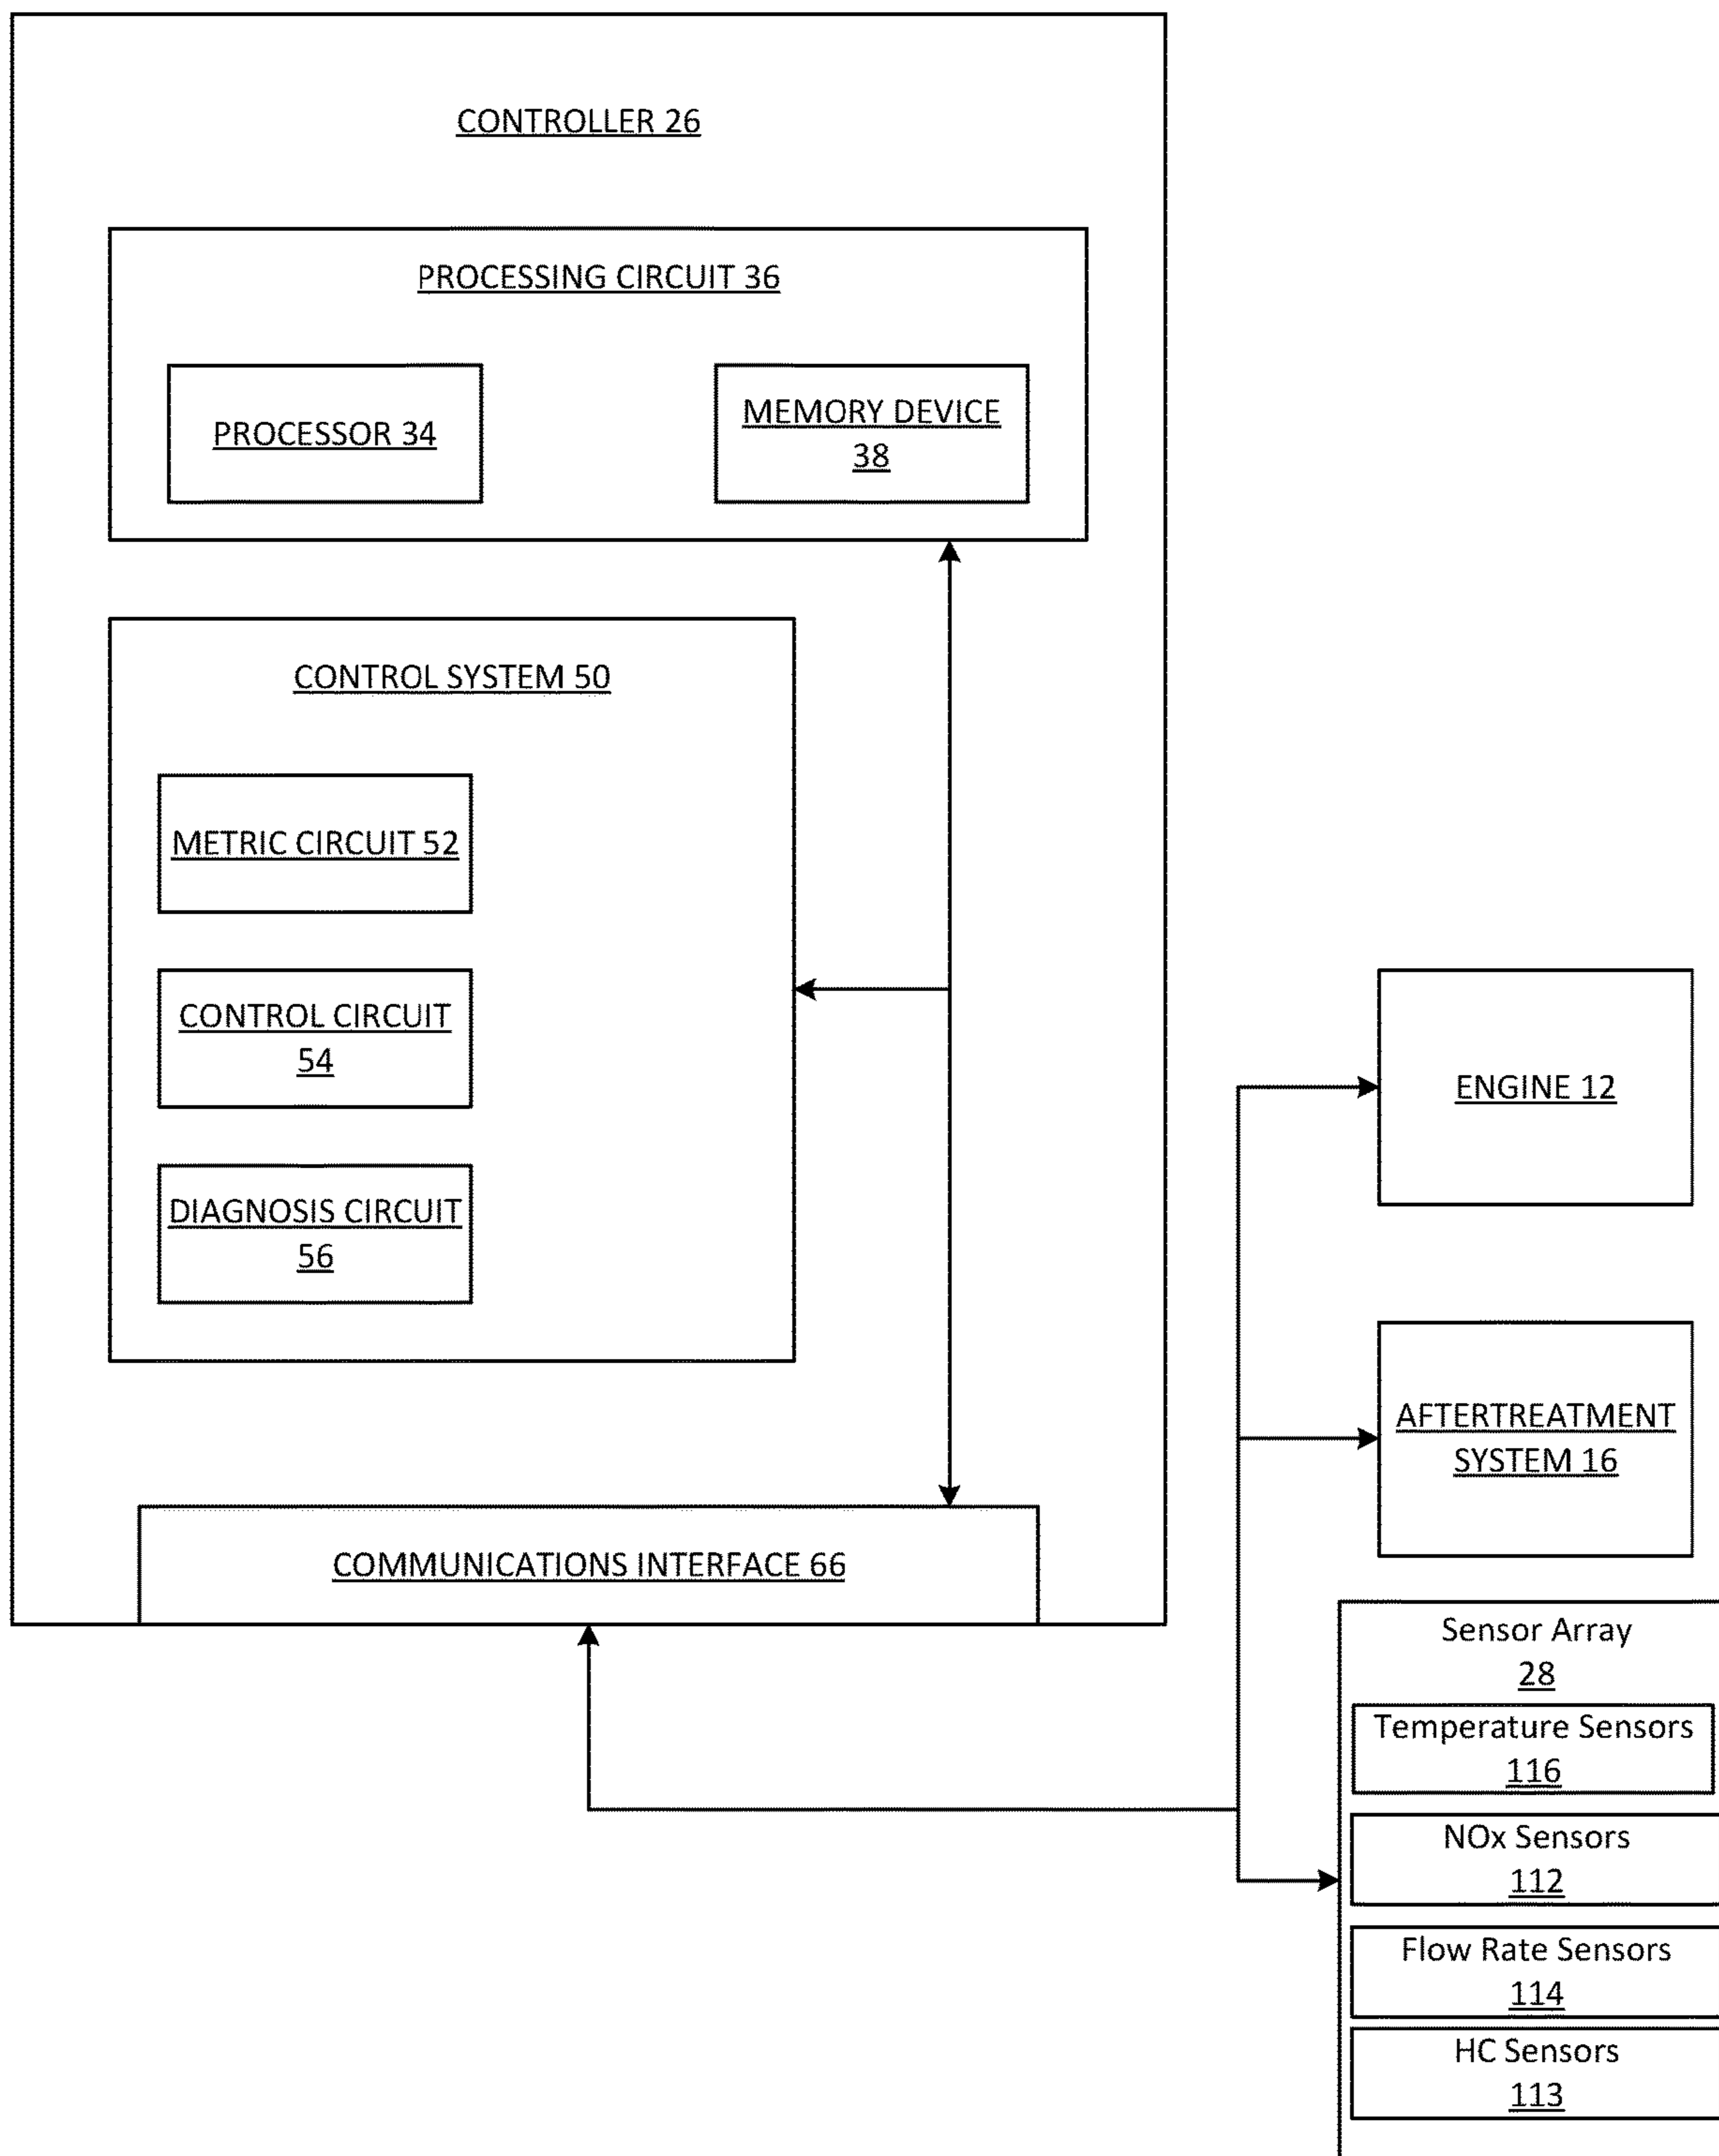 CONTROLLER 26
PROCESSING CIRCUIT 36
PROCESSOR 34
MEMORY DEVICE
38
CONTROL SYSTEM 50
METRIC CIRCUIT 52
CONTROL CIRCUIT
54
DIAGNOSIS CIRCUIT
56
COMMUNICATIONS INTERFACE 66
ENGINE 12
AFTERTREATMENT
SYSTEM 16
Sensor Array
28
Temperature Sensors
116
NOx Sensors
112
Flow Rate Sensors
114
HC Sensors
113